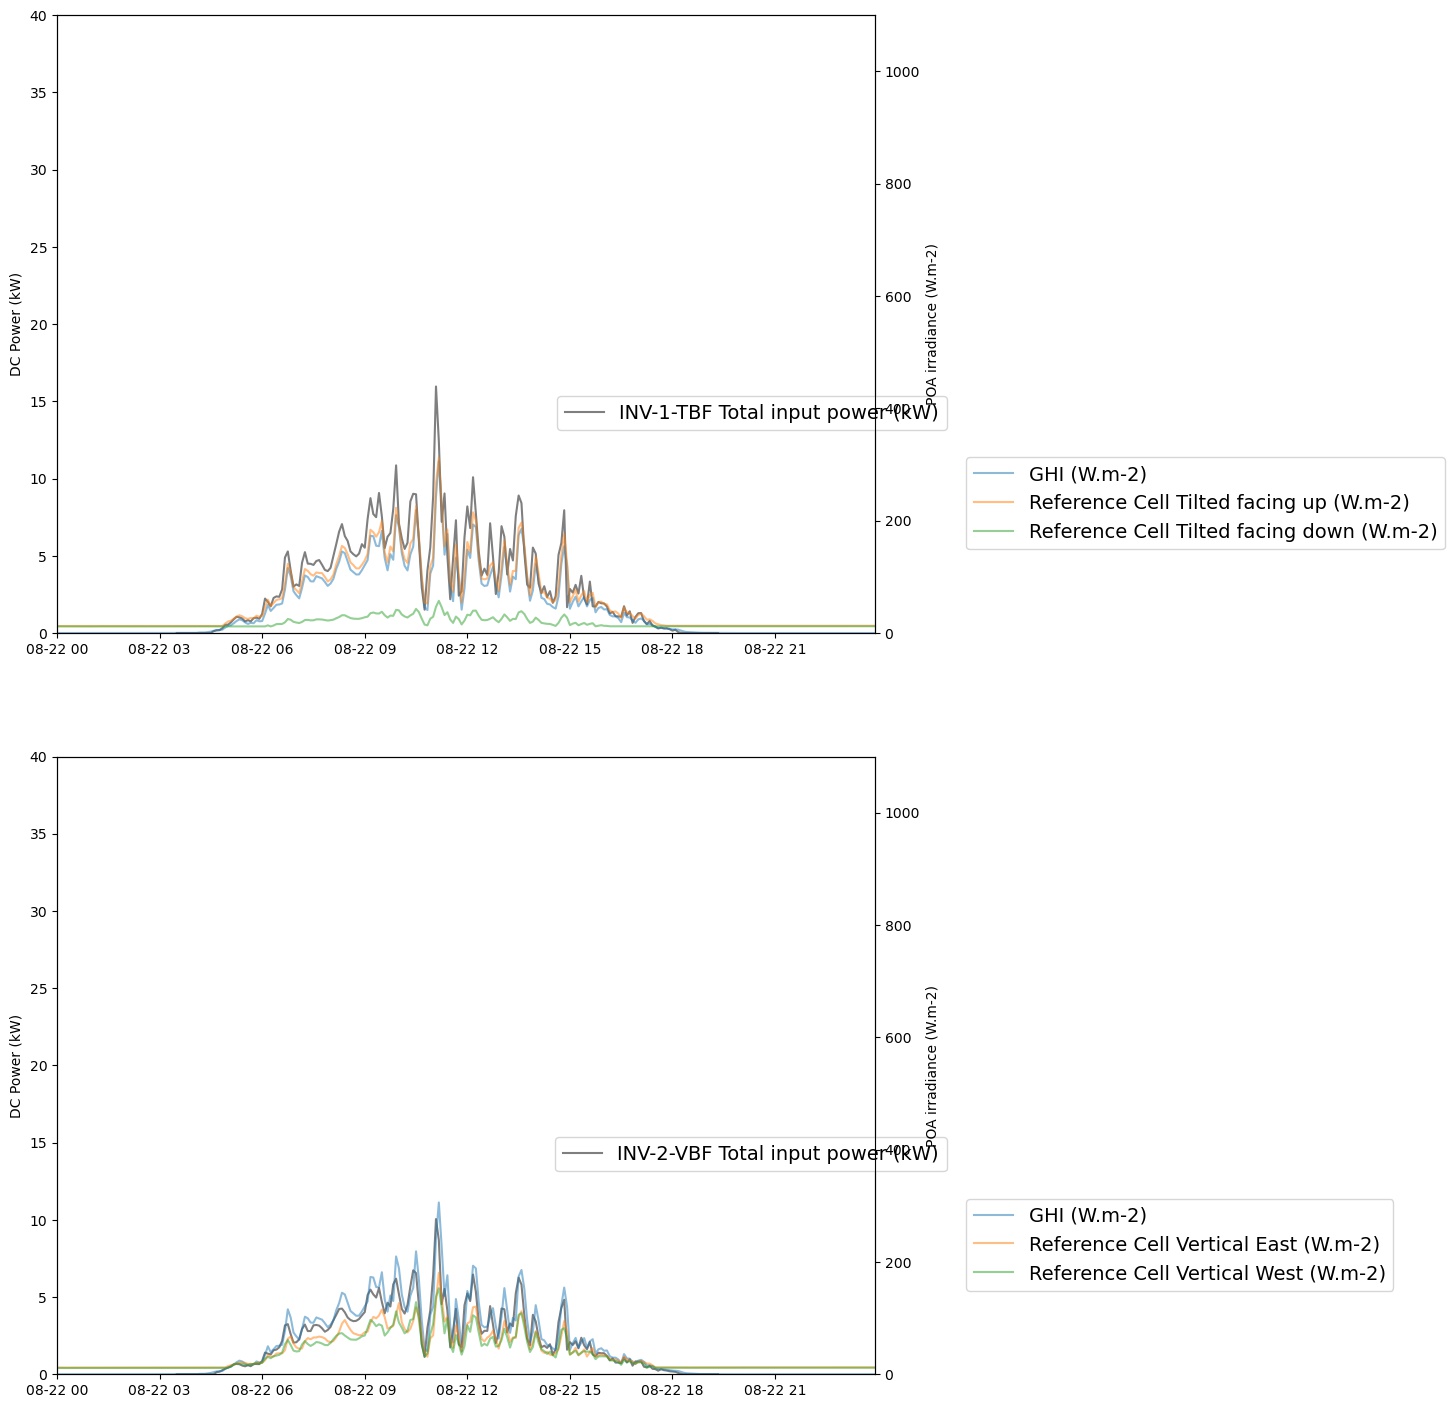 40
35
30
25
20
15
10
5
0
DC Power (kW)
1000
800
600
400
200
0
POA irradiance (W.m-2)
INV-1-TBF Total input power (kW)
GHI (W.m-2)
Reference Cell Tilted facing up (W.m-2)
Reference Cell Tilted facing down (W.m-2)
08-22 00 08-22 03 08-22 06 08-22 09 08-22 12 08-22 15 08-22 18 08-22 21
40
35
30
25
20
15
10
5
0
DC Power (kW)
1000
800
600
400
200
0
POA irradiance (W.m-2)
INV-2-VBF Total input power (kW)
GHI (W.m-2)
Reference Cell Vertical East (W.m-2)
Reference Cell Vertical West (W.m-2)
08-22 00 08-22 03 08-22 06 08-22 09 08-22 12 08-22 15 08-22 18 08-22 21